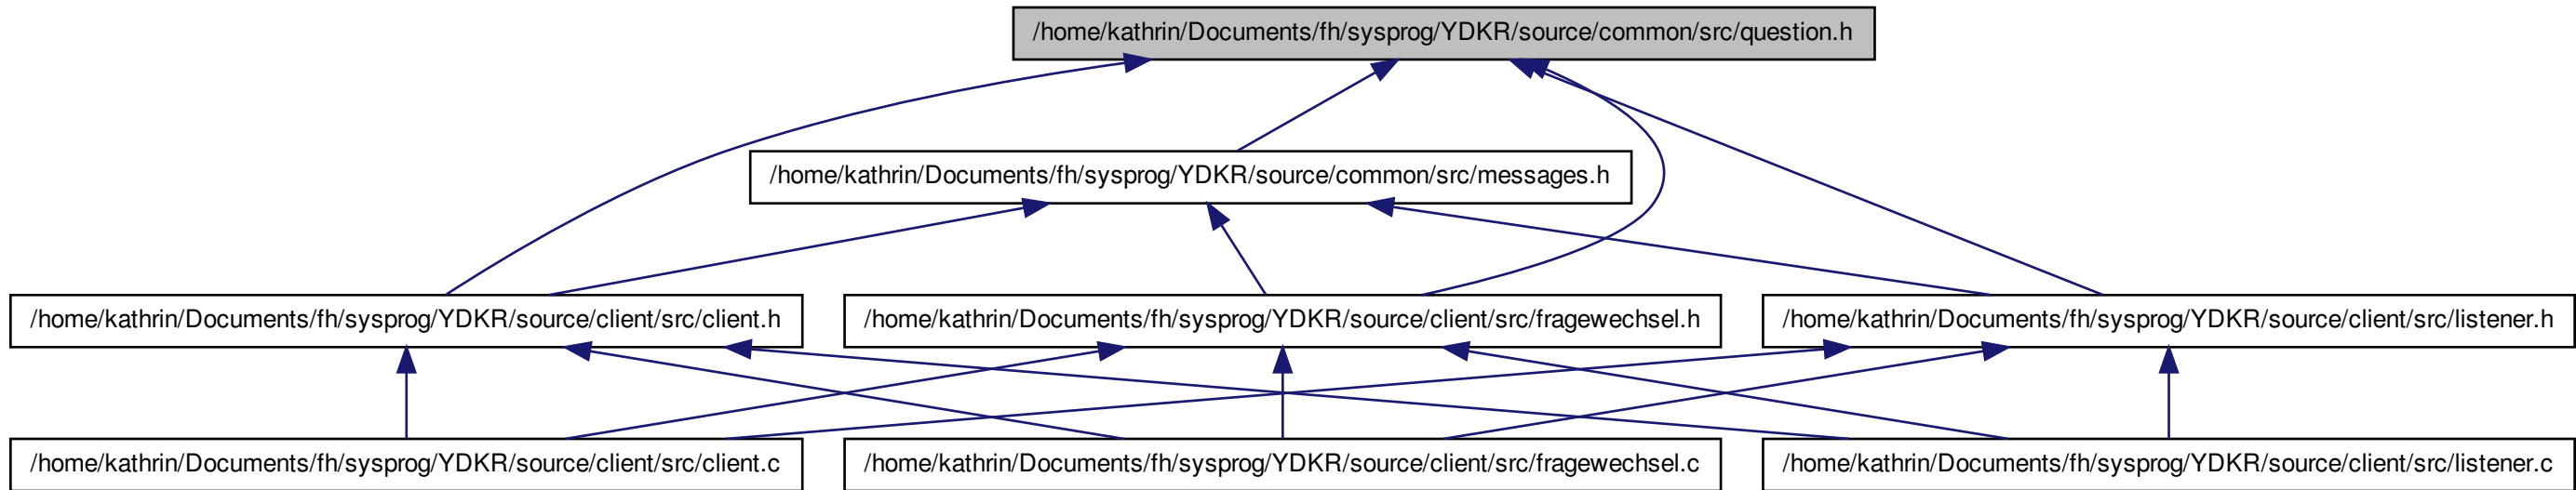 /home/kathrin/Documents/fh/sysprog/YDKR/source/common/src/question.h
/home/kathrin/Documents/fh/sysprog/YDKR/source/common/src/messages.h
/home/kathrin/Documents/fh/sysprog/YDKR/source/client/src/client.h
/home/kathrin/Documents/fh/sysprog/YDKR/source/client/src/fragewechsel.h
/home/kathrin/Documents/fh/sysprog/YDKR/source/client/src/listener.h
/home/kathrin/Documents/fh/sysprog/YDKR/source/client/src/client.c
/home/kathrin/Documents/fh/sysprog/YDKR/source/client/src/fragewechsel.c
/home/kathrin/Documents/fh/sysprog/YDKR/source/client/src/listener.c